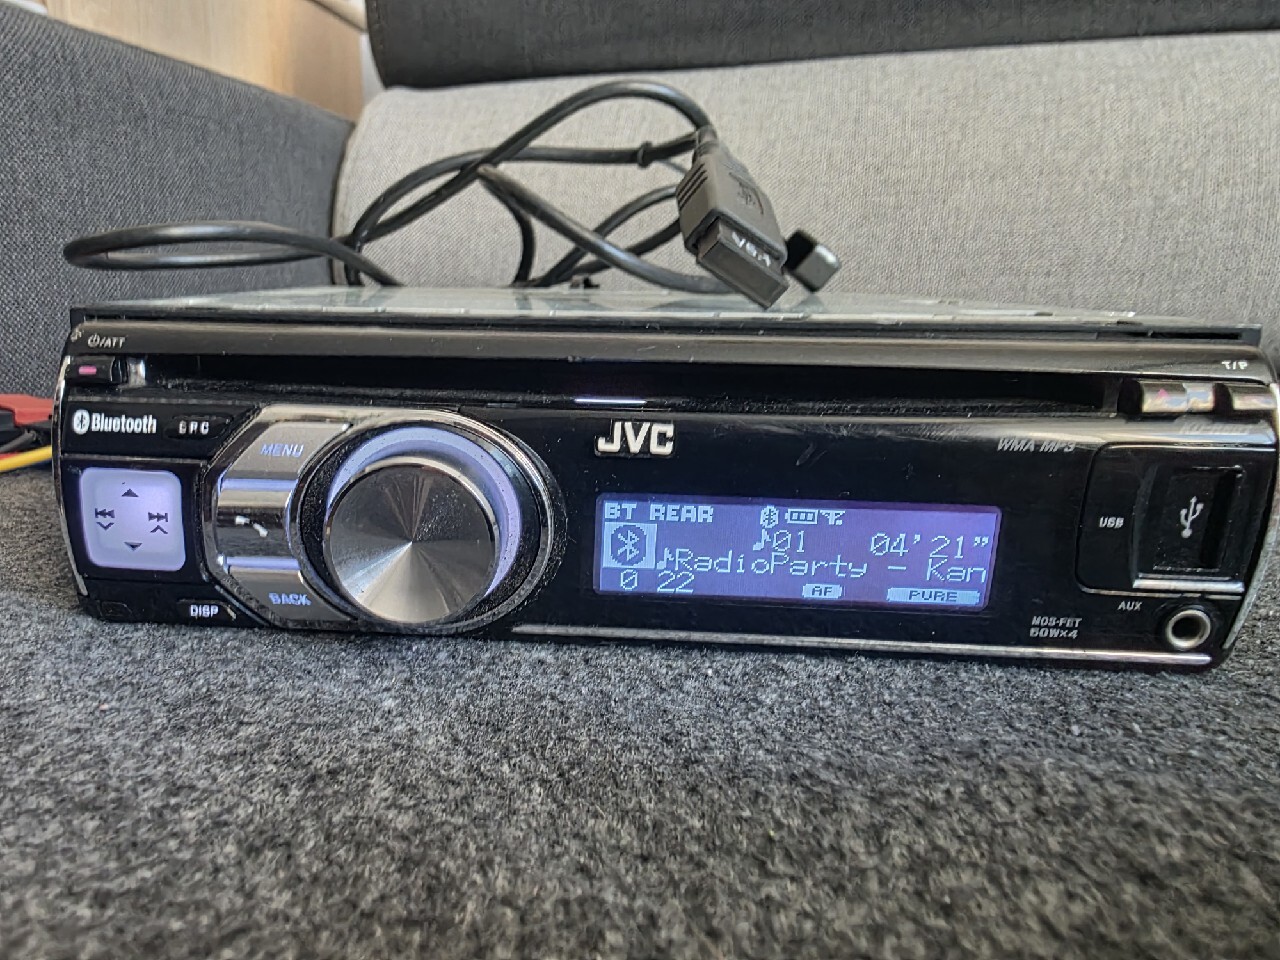 ⏻/ATT
T/P
Bluetooth
SRC
MENU
JVC
WMA MP3
BT REAR
01 04'21"
RadioParty - Kan
0 22
AF
PURE
USB
BACK
DISP
AUX
MOS-FET
50W×4